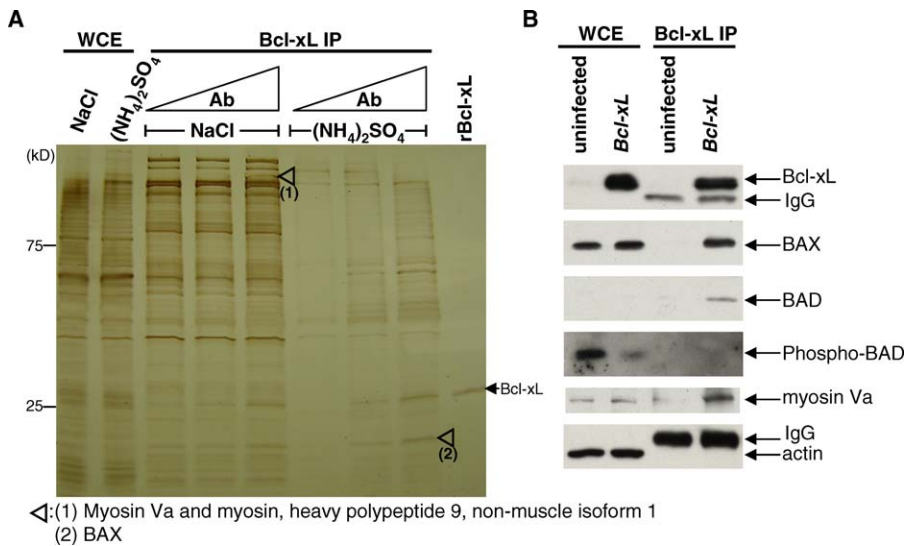 A
WCE
Bcl-xL IP
NaCl
(NH4)2SO4
Ab
Ab
NaCl
(NH4)2SO4
rBcl-xL
(kD)
75
25
(1)
Bcl-xL
(2)
:(1) Myosin Va and myosin, heavy polypeptide 9, non-muscle isoform 1
(2) BAX
B
WCE
Bcl-xL IP
uninfected
Bcl-xL
uninfected
Bcl-xL
Bcl-xL
IgG
BAX
BAD
Phospho-BAD
myosin Va
IgG
actin